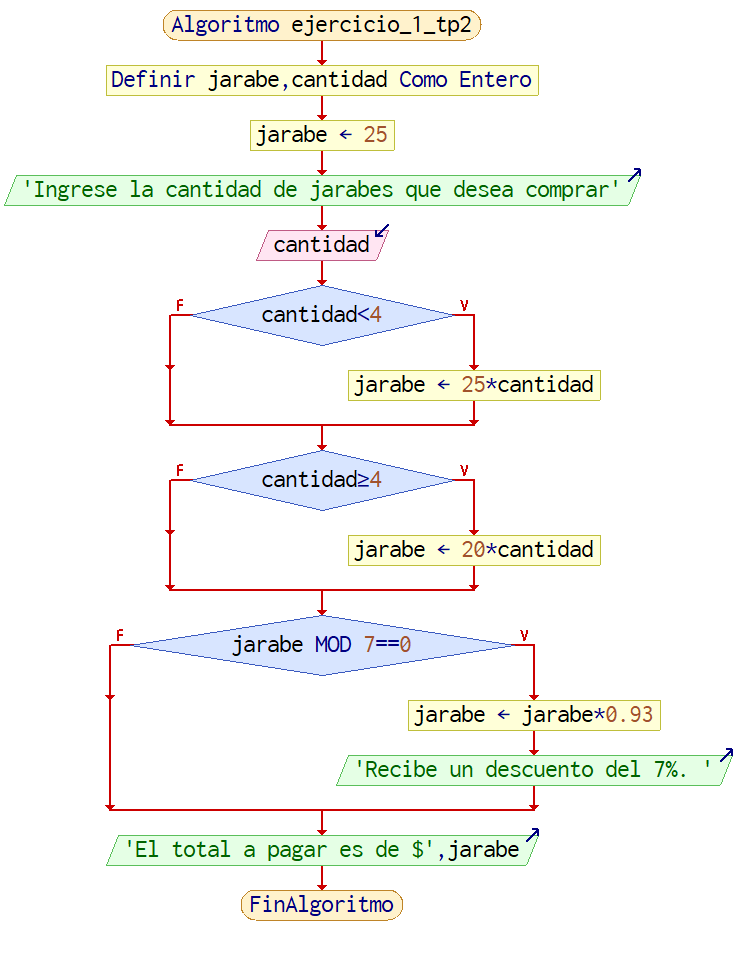 Algoritmo ejercicio_1_tp2
Definir jarabe,cantidad Como Entero
jarabe ← 25
'Ingrese la cantidad de jarabes que desea comprar'
cantidad
F
V
cantidad<4
jarabe ← 25*cantidad
F
V
cantidad≥4
jarabe ← 20*cantidad
F
V
jarabe MOD 7==0
jarabe ← jarabe*0.93
'Recibe un descuento del 7%. '
'El total a pagar es de $',jarabe
FinAlgoritmo